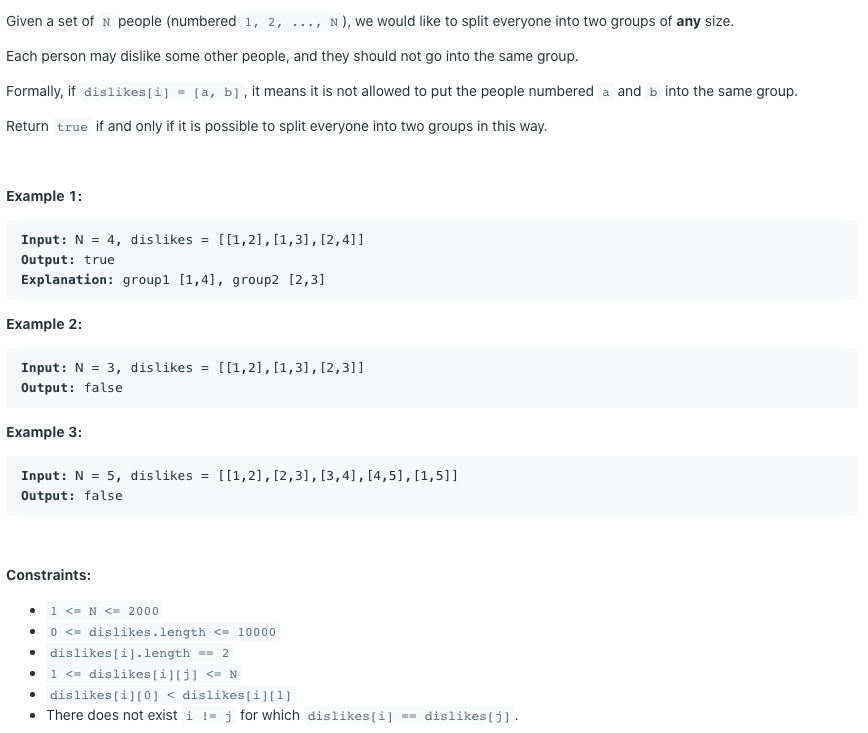 Given a set of N people (numbered 1, 2, ..., N), we would like to split everyone into two groups of any size.
Each person may dislike some other people, and they should not go into the same group.
Formally, if dislikes[i] = [a, b], it means it is not allowed to put the people numbered a and b into the same group.
Return true if and only if it is possible to split everyone into two groups in this way.
Example 1:
Input: N = 4, dislikes = [[1,2],[1,3],[2,4]]
Output: true
Explanation: group1 [1,4], group2 [2,3]
Example 2:
Input: N = 3, dislikes = [[1,2],[1,3],[2,3]]
Output: false
Example 3:
Input: N = 5, dislikes = [[1,2],[2,3],[3,4],[4,5],[1,5]]
Output: false
Constraints:
• 1 <= N <= 2000
• 0 <= dislikes.length <= 10000
• dislikes[i].length == 2
• 1 <= dislikes[i][j] <= N
• dislikes[i][0] < dislikes[i][1]
• There does not exist i != j for which dislikes[i] == dislikes[j].